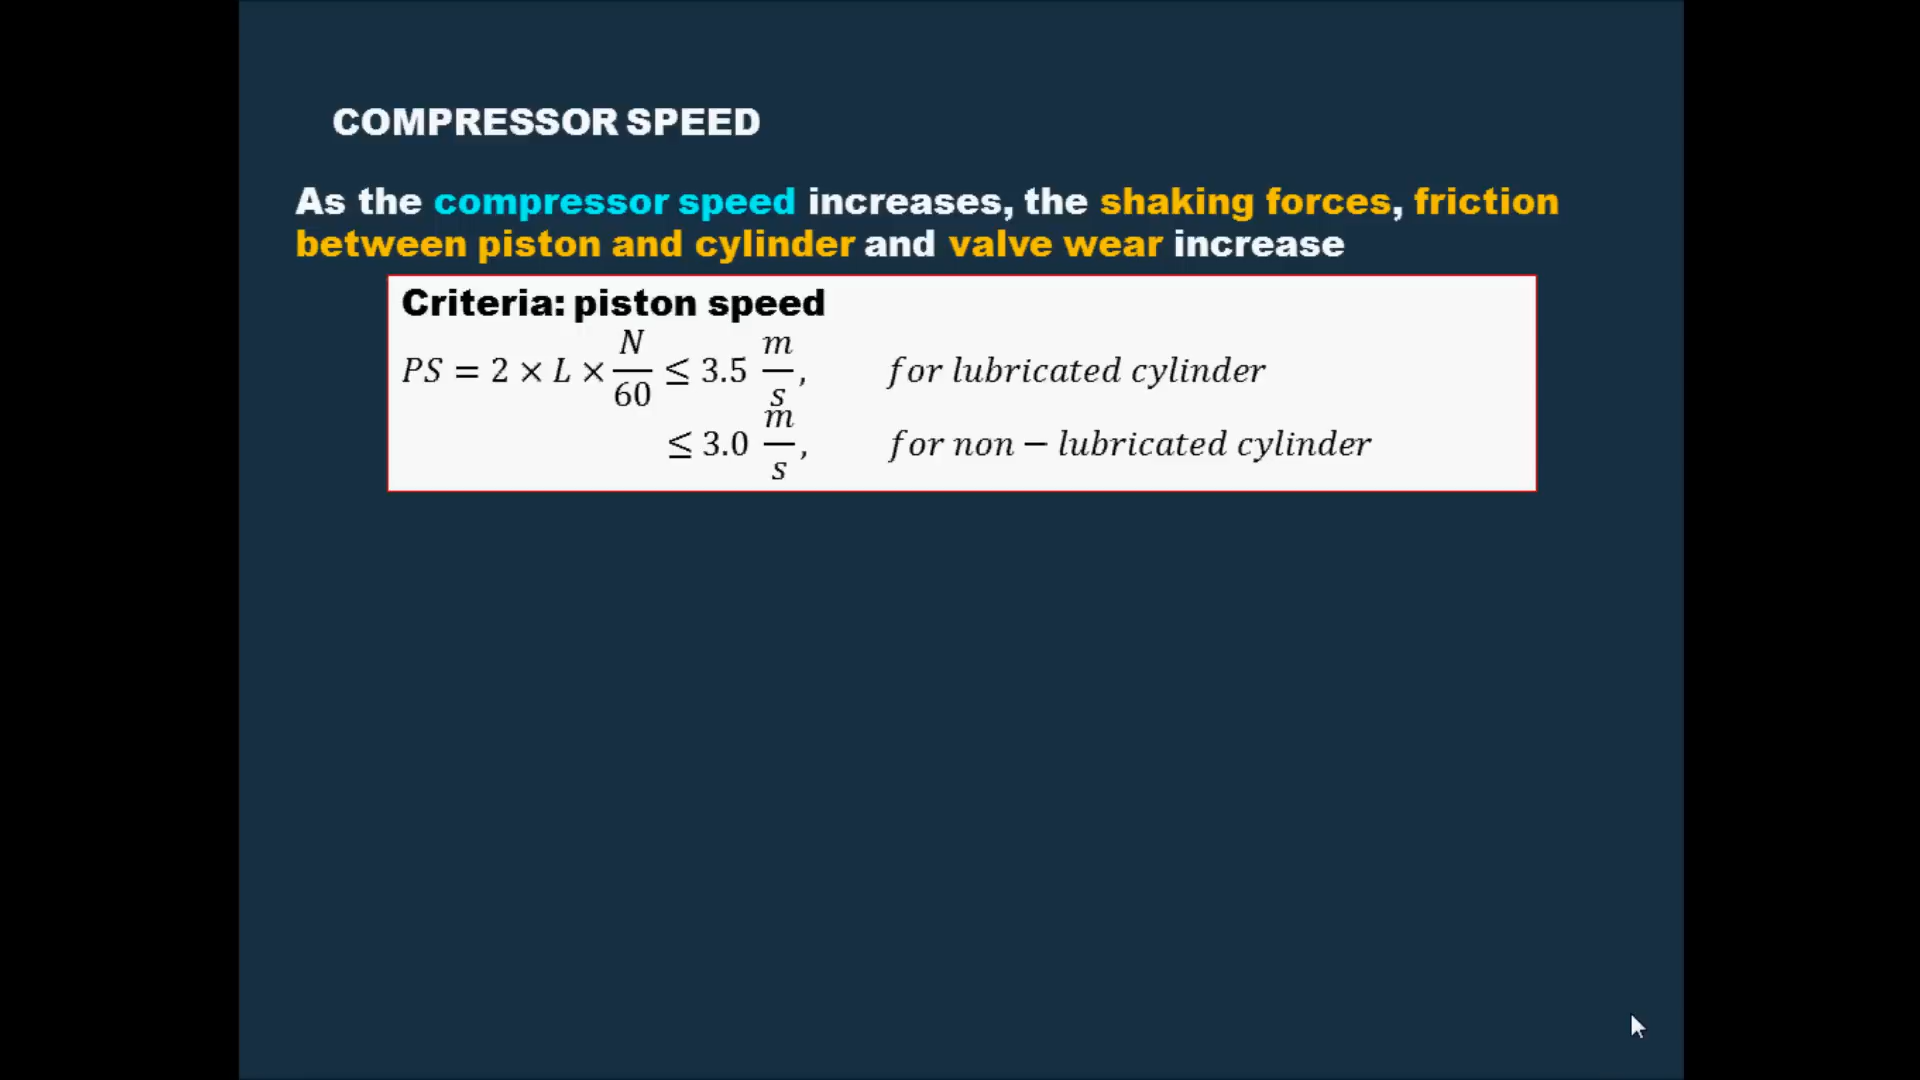 COMPRESSOR SPEED
As the compressor speed increases, the shaking forces, friction
between piston and cylinder and valve wear increase
Criteria: piston speed
PS = 2 × L × N/60 ≤ 3.5 m/s, for lubricated cylinder
≤ 3.0 m/s, for non − lubricated cylinder